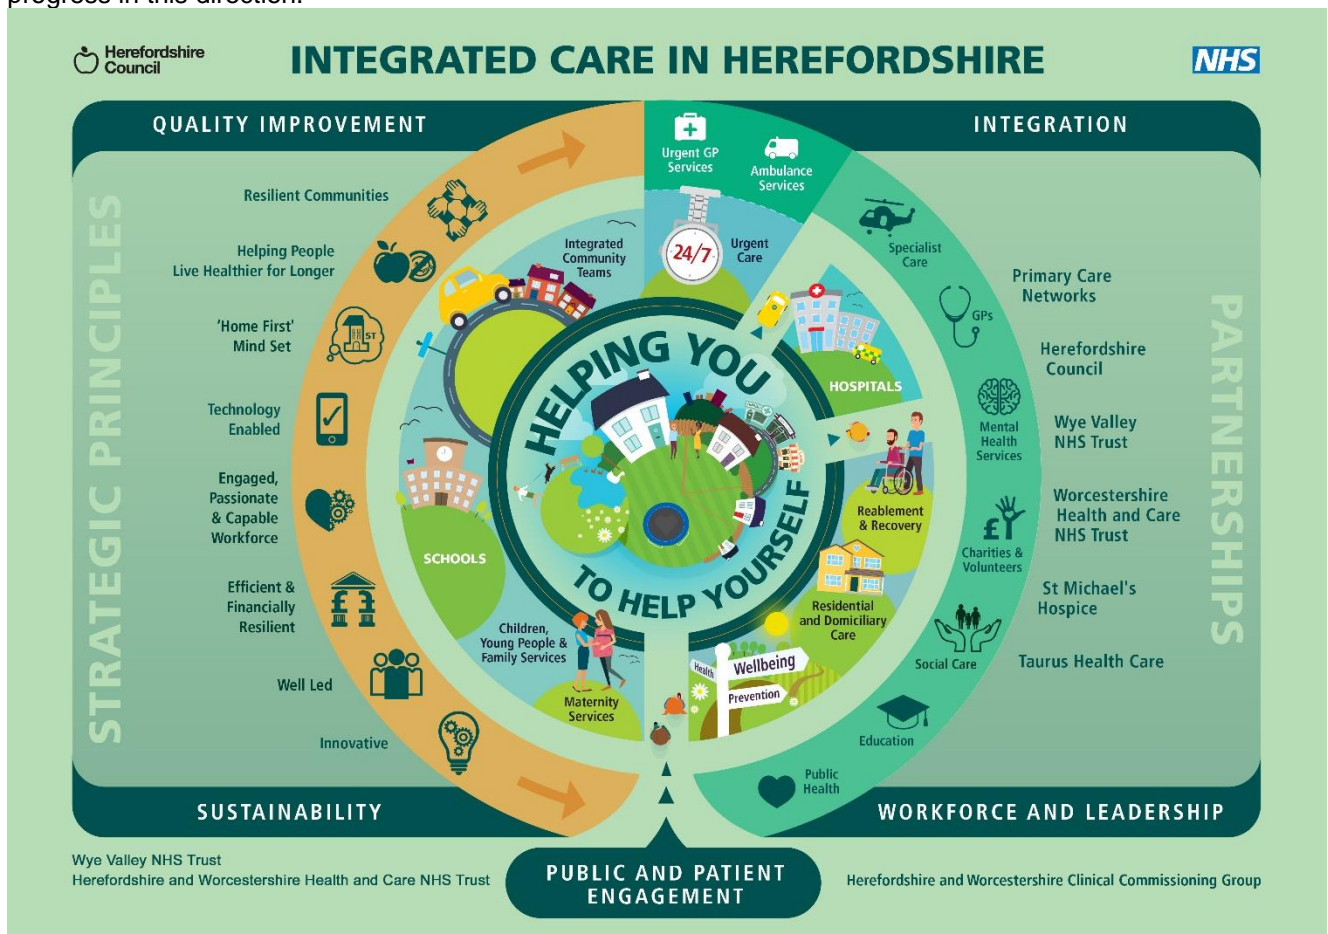 progress in this direction.
Herefordshire
Council
INTEGRATED CARE IN HEREFORDSHIRE
NHS
QUALITY IMPROVEMENT
INTEGRATION
STRATEGIC PRINCIPLES
Resilient Communities
Helping People
Live Healthier for Longer
'Home First'
Mind Set
ST
Technology
Enabled
Engaged,
Passionate
& Capable
Workforce
Efficient &
Financially
Resilient
££
Well Led
Innovative
Urgent GP
Services
Ambulance
Services
24/7
Urgent
Care
Integrated
Community
Teams
SCHOOLS
Children,
Young People &
Family Services
Maternity
Services
HELPING YOU
TO HELP YOURSELF
HOSPITALS
Reablement
& Recovery
Residential
and Domiciliary
Care
Health
Wellbeing
Prevention
Specialist
Care
GPs
Mental
Health
Services
£
Charities &
Volunteers
Social Care
Education
Public
Health
Primary Care
Networks
Herefordshire
Council
Wye Valley
NHS Trust
Worcestershire
Health and Care
NHS Trust
St Michael's
Hospice
Taurus Health Care
PARTNERSHIPS
SUSTAINABILITY
WORKFORCE AND LEADERSHIP
Wye Valley NHS Trust
Herefordshire and Worcestershire Health and Care NHS Trust
PUBLIC AND PATIENT
ENGAGEMENT
Herefordshire and Worcestershire Clinical Commissioning Group